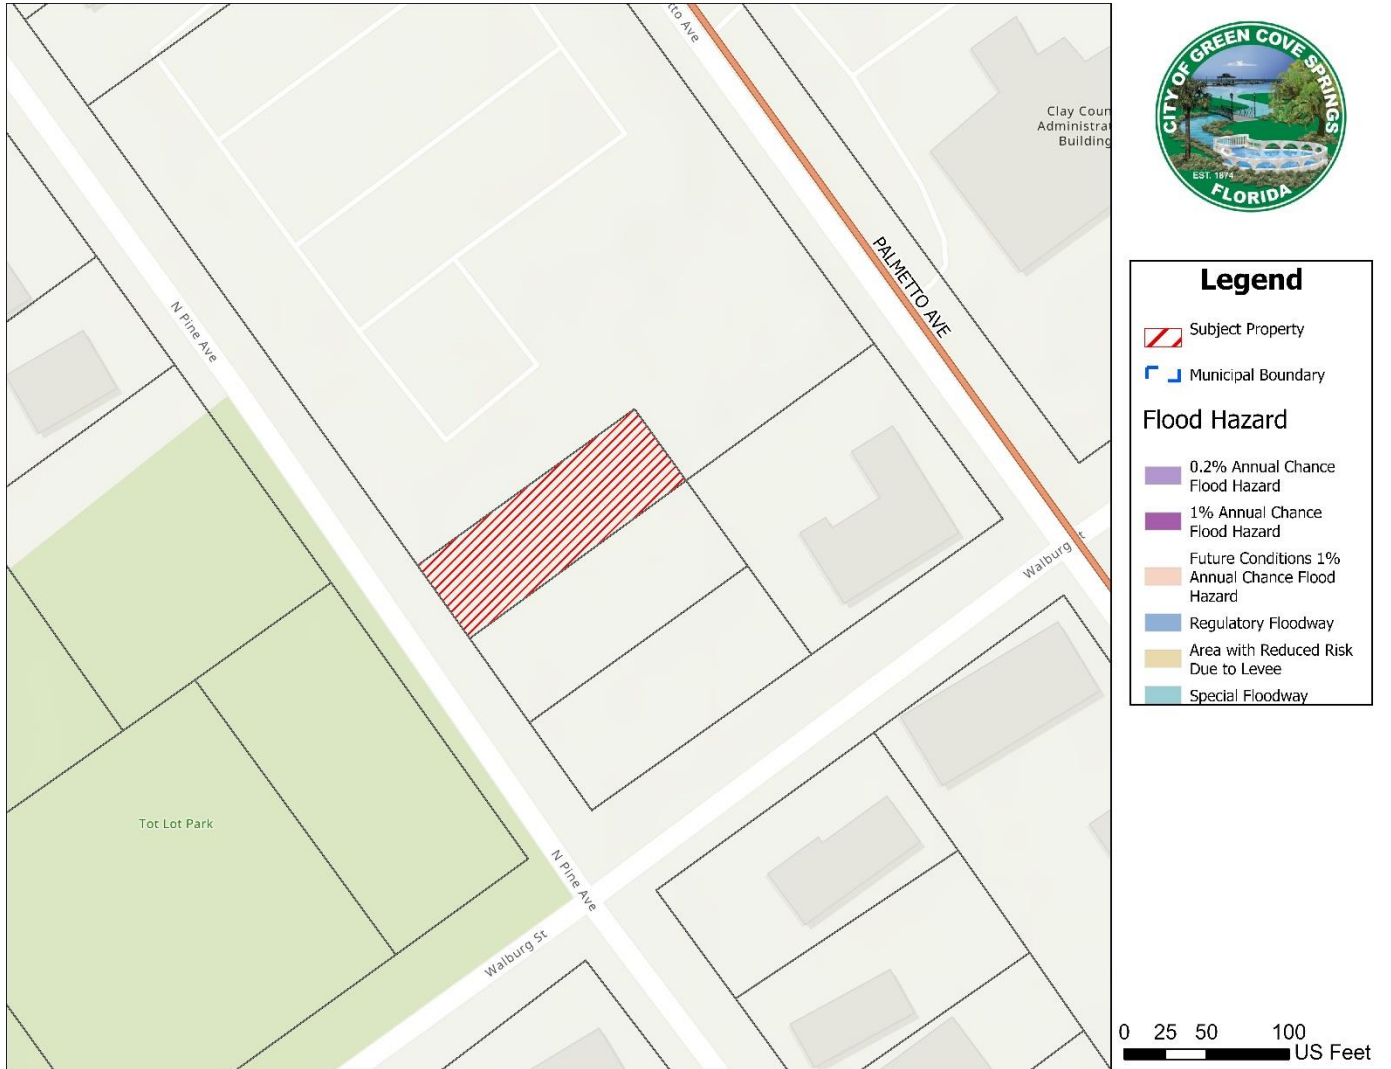 tto Ave
Clay Coun
Administrat
Building
PALMETTO AVE
N Pine Ave
Walburg St
Tot Lot Park
N Pine Ave
Walburg St
CITY OF GREEN COVE SPRINGS
EST. 1874
FLORIDA
Legend
Subject Property
Municipal Boundary
Flood Hazard
0.2% Annual Chance
Flood Hazard
1% Annual Chance
Flood Hazard
Future Conditions 1%
Annual Chance Flood
Hazard
Regulatory Floodway
Area with Reduced Risk
Due to Levee
Special Floodway
0 25 50 100
US Feet